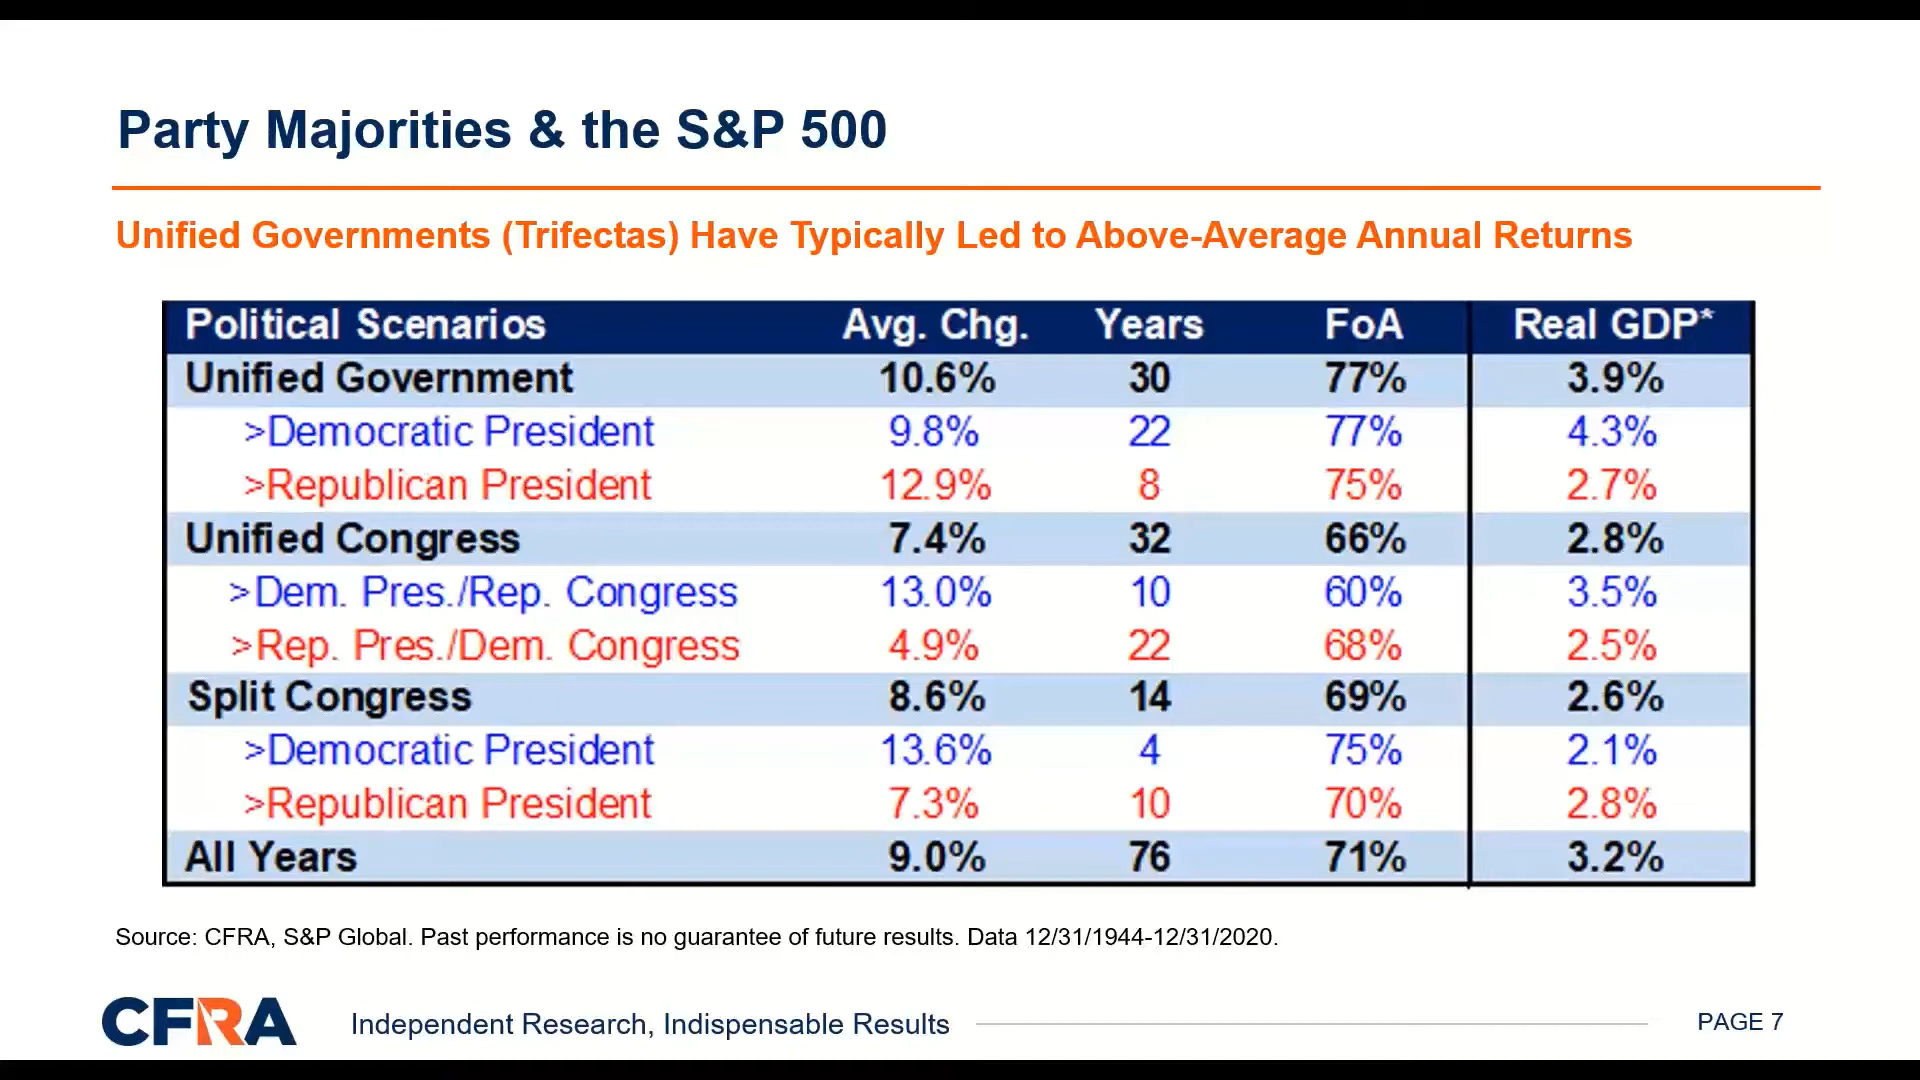 Party Majorities & the S&P 500
Unified Governments (Trifectas) Have Typically Led to Above-Average Annual Returns
Political Scenarios Avg. Chg. Years FoA Real GDP*
Unified Government 10.6% 30 77% 3.9%
>Democratic President 9.8% 22 77% 4.3%
>Republican President 12.9% 8 75% 2.7%
Unified Congress 7.4% 32 66% 2.8%
>Dem. Pres./Rep. Congress 13.0% 10 60% 3.5%
>Rep. Pres./Dem. Congress 4.9% 22 68% 2.5%
Split Congress 8.6% 14 69% 2.6%
>Democratic President 13.6% 4 75% 2.1%
>Republican President 7.3% 10 70% 2.8%
All Years 9.0% 76 71% 3.2%
Source: CFRA, S&P Global. Past performance is no guarantee of future results. Data 12/31/1944-12/31/2020.
CFRA Independent Research, Indispensable Results PAGE 7